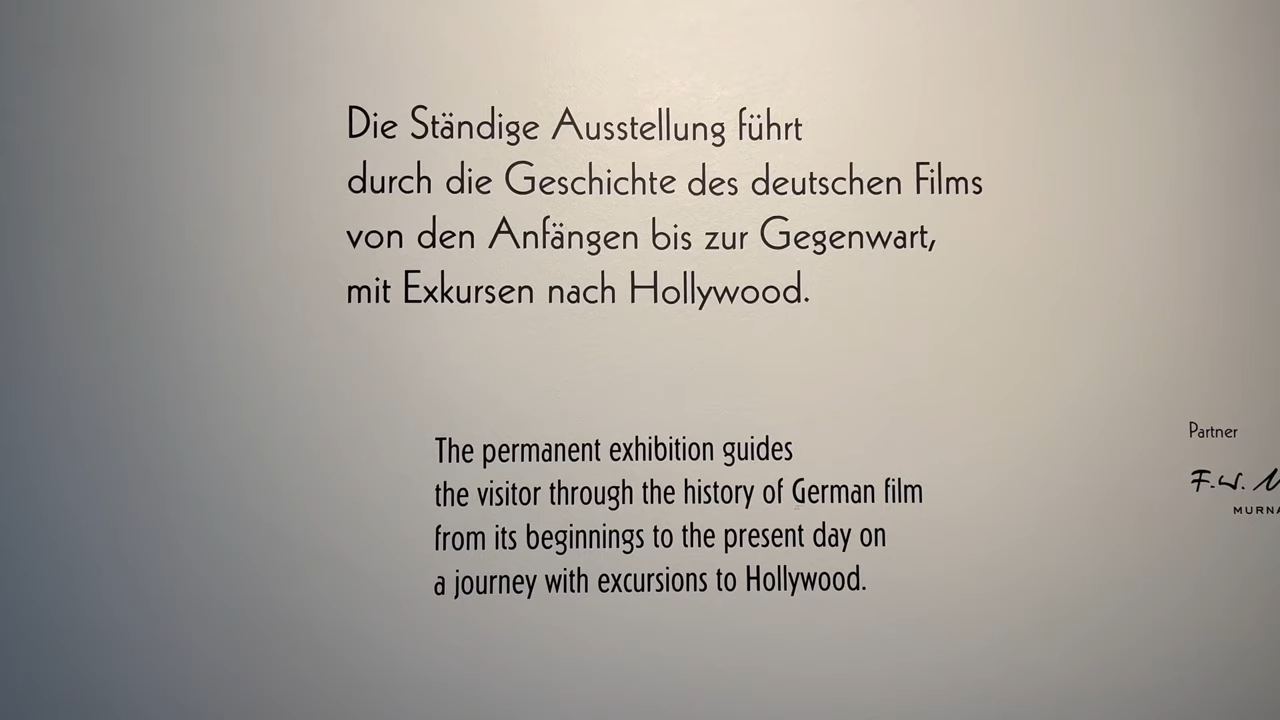 Die Ständige Ausstellung führt
durch die Geschichte des deutschen Films
von den Anfängen bis zur Gegenwart,
mit Exkursen nach Hollywood.
The permanent exhibition guides
the visitor through the history of German film
from its beginnings to the present day on
a journey with excursions to Hollywood.
Partner
F.W.